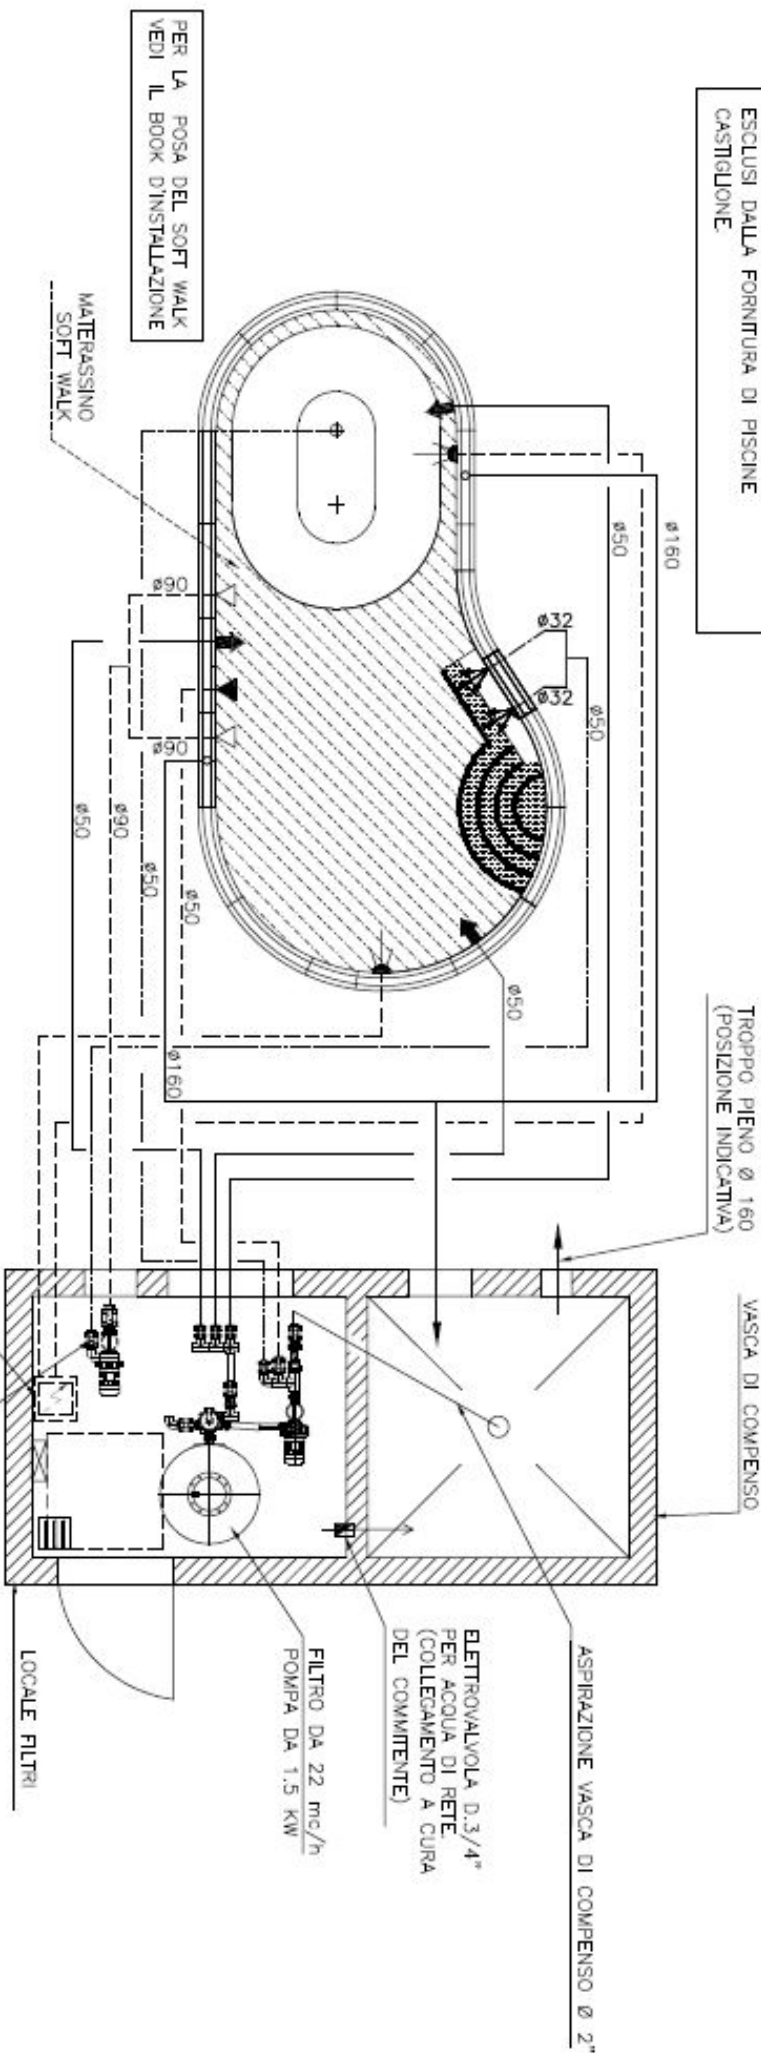 ESCLUSI DALLA FORNITURA DI PISCINE
CASTIGLIONE.
PER LA POSA DEL SOFT WALK
VEDI IL BOOK D'INSTALLAZIONE
MATERASSINO
SOFT WALK
ø160
ø50
ø32
ø32
ø50
ø90
ø90
ø50
ø90
ø50
ø50
ø160
ø50
TROPPO PIENO Ø 160
(POSIZIONE INDICATIVA)
VASCA DI COMPENSO
ASPIRAZIONE VASCA DI COMPENSO Ø 2"
ELETTROVALVOLA D.3/4"
PER ACQUA DI RETE.
(COLLEGAMENTO A CURA
DEL COMMITENTE)
FILTRO DA 22 mc/h
POMPA DA 1.5 KW
LOCALE FILTRI